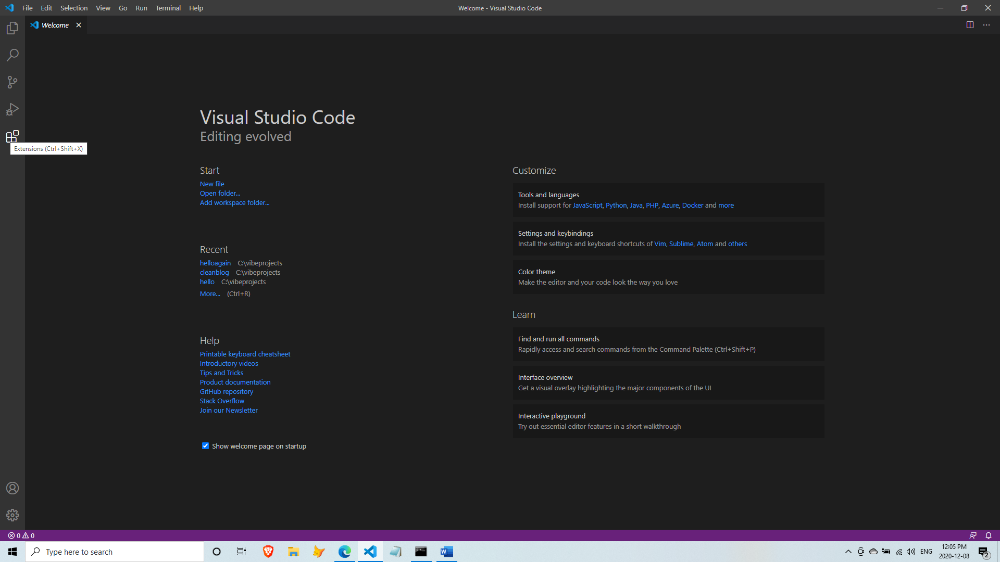 File Edit Selection View Go Run Terminal Help
Welcome - Visual Studio Code
Welcome
Extensions (Ctrl+Shift+X)
Visual Studio Code
Editing evolved
Start
New file
Open folder...
Add workspace folder...
Recent
helloagain C:\vibeprojects
cleanblog C:\vibeprojects
hello C:\vibeprojects
More... (Ctrl+R)
Help
Printable keyboard cheatsheet
Introductory videos
Tips and Tricks
Product documentation
GitHub repository
Stack Overflow
Join our Newsletter
Show welcome page on startup
Customize
Tools and languages
Install support for JavaScript, Python, Java, PHP, Azure, Docker and more
Settings and keybindings
Install the settings and keyboard shortcuts of Vim, Sublime, Atom and others
Color theme
Make the editor and your code look the way you love
Learn
Find and run all commands
Rapidly access and search commands from the Command Palette (Ctrl+Shift+P)
Interface overview
Get a visual overlay highlighting the major components of the UI
Interactive playground
Try out essential editor features in a short walkthrough
0 0
Type here to search
W
ENG
12:05 PM
2020-12-08
2